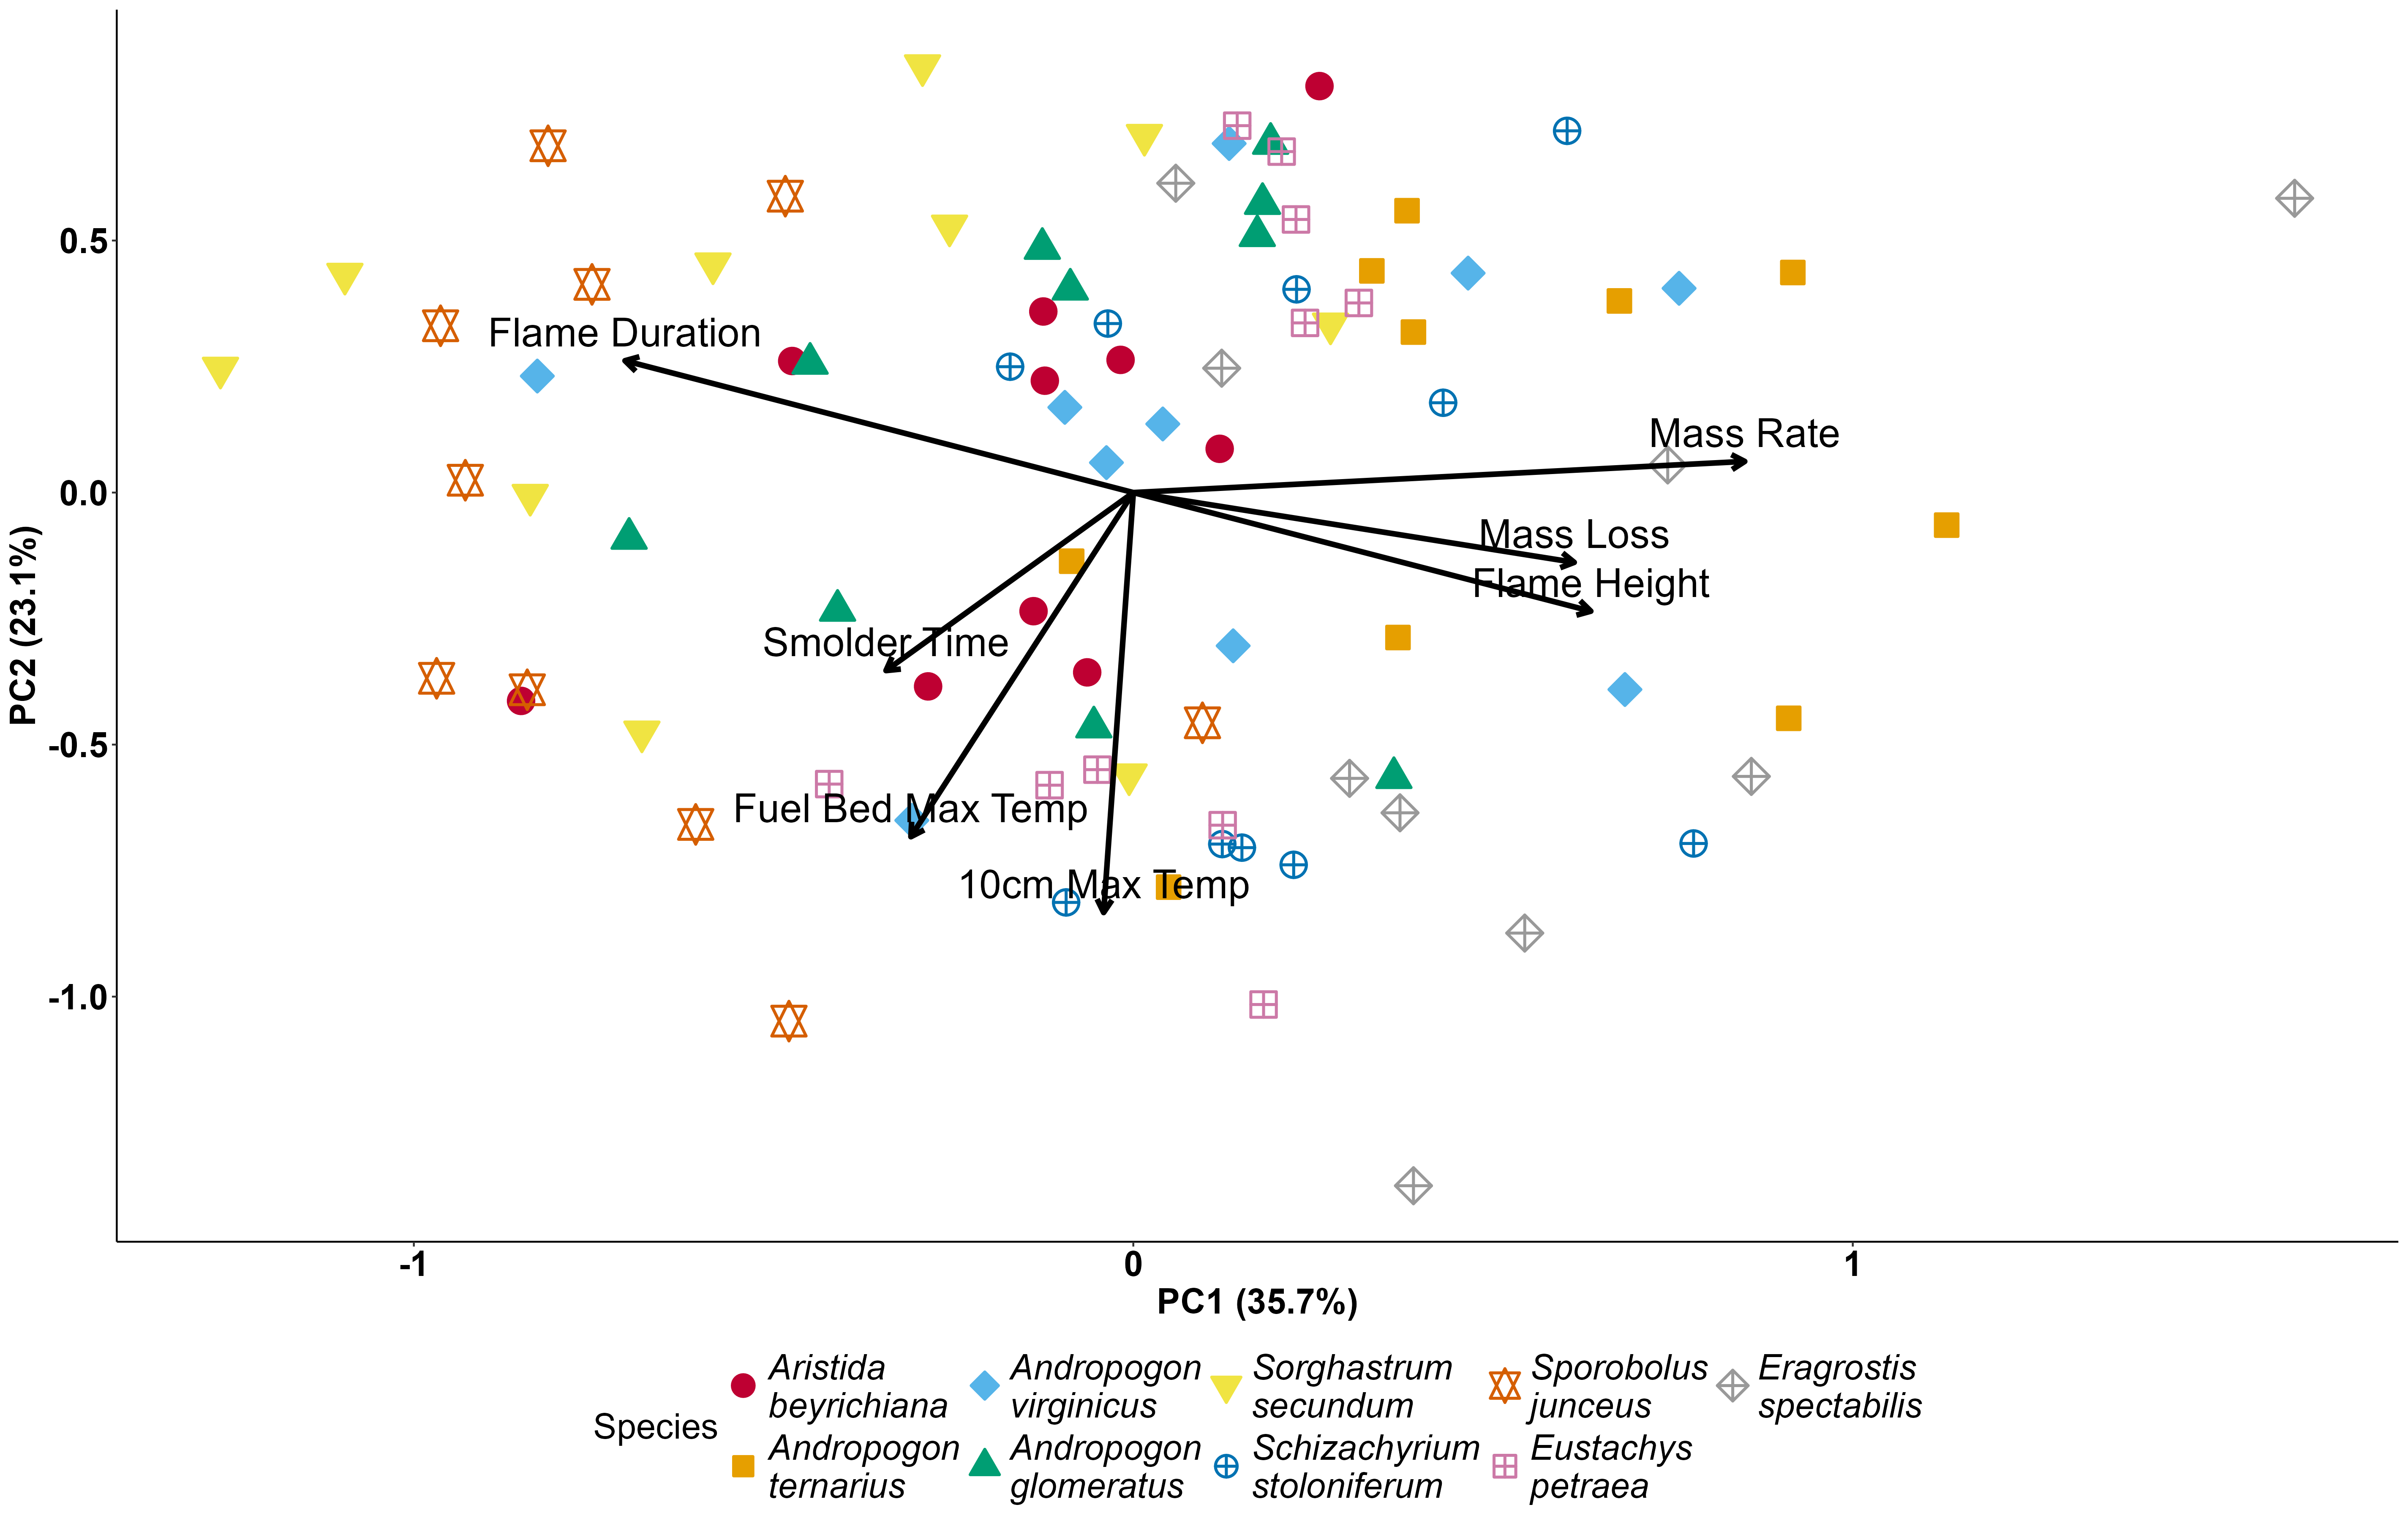 0.5
0.0
-0.5
-1.0
PC2 (23.1%)
Flame Duration
Mass Rate
Mass Loss
Flame Height
Smolder Time
Fuel Bed Max Temp
10cm Max Temp
-1
0
1
PC1 (35.7%)
Species
Aristida
beyrichiana
Andropogon
virginicus
Sorghastrum
secundum
Sporobolus
junceus
Eragrostis
spectabilis
Andropogon
ternarius
Andropogon
glomeratus
Schizachyrium
stoloniferum
Eustachys
petraea